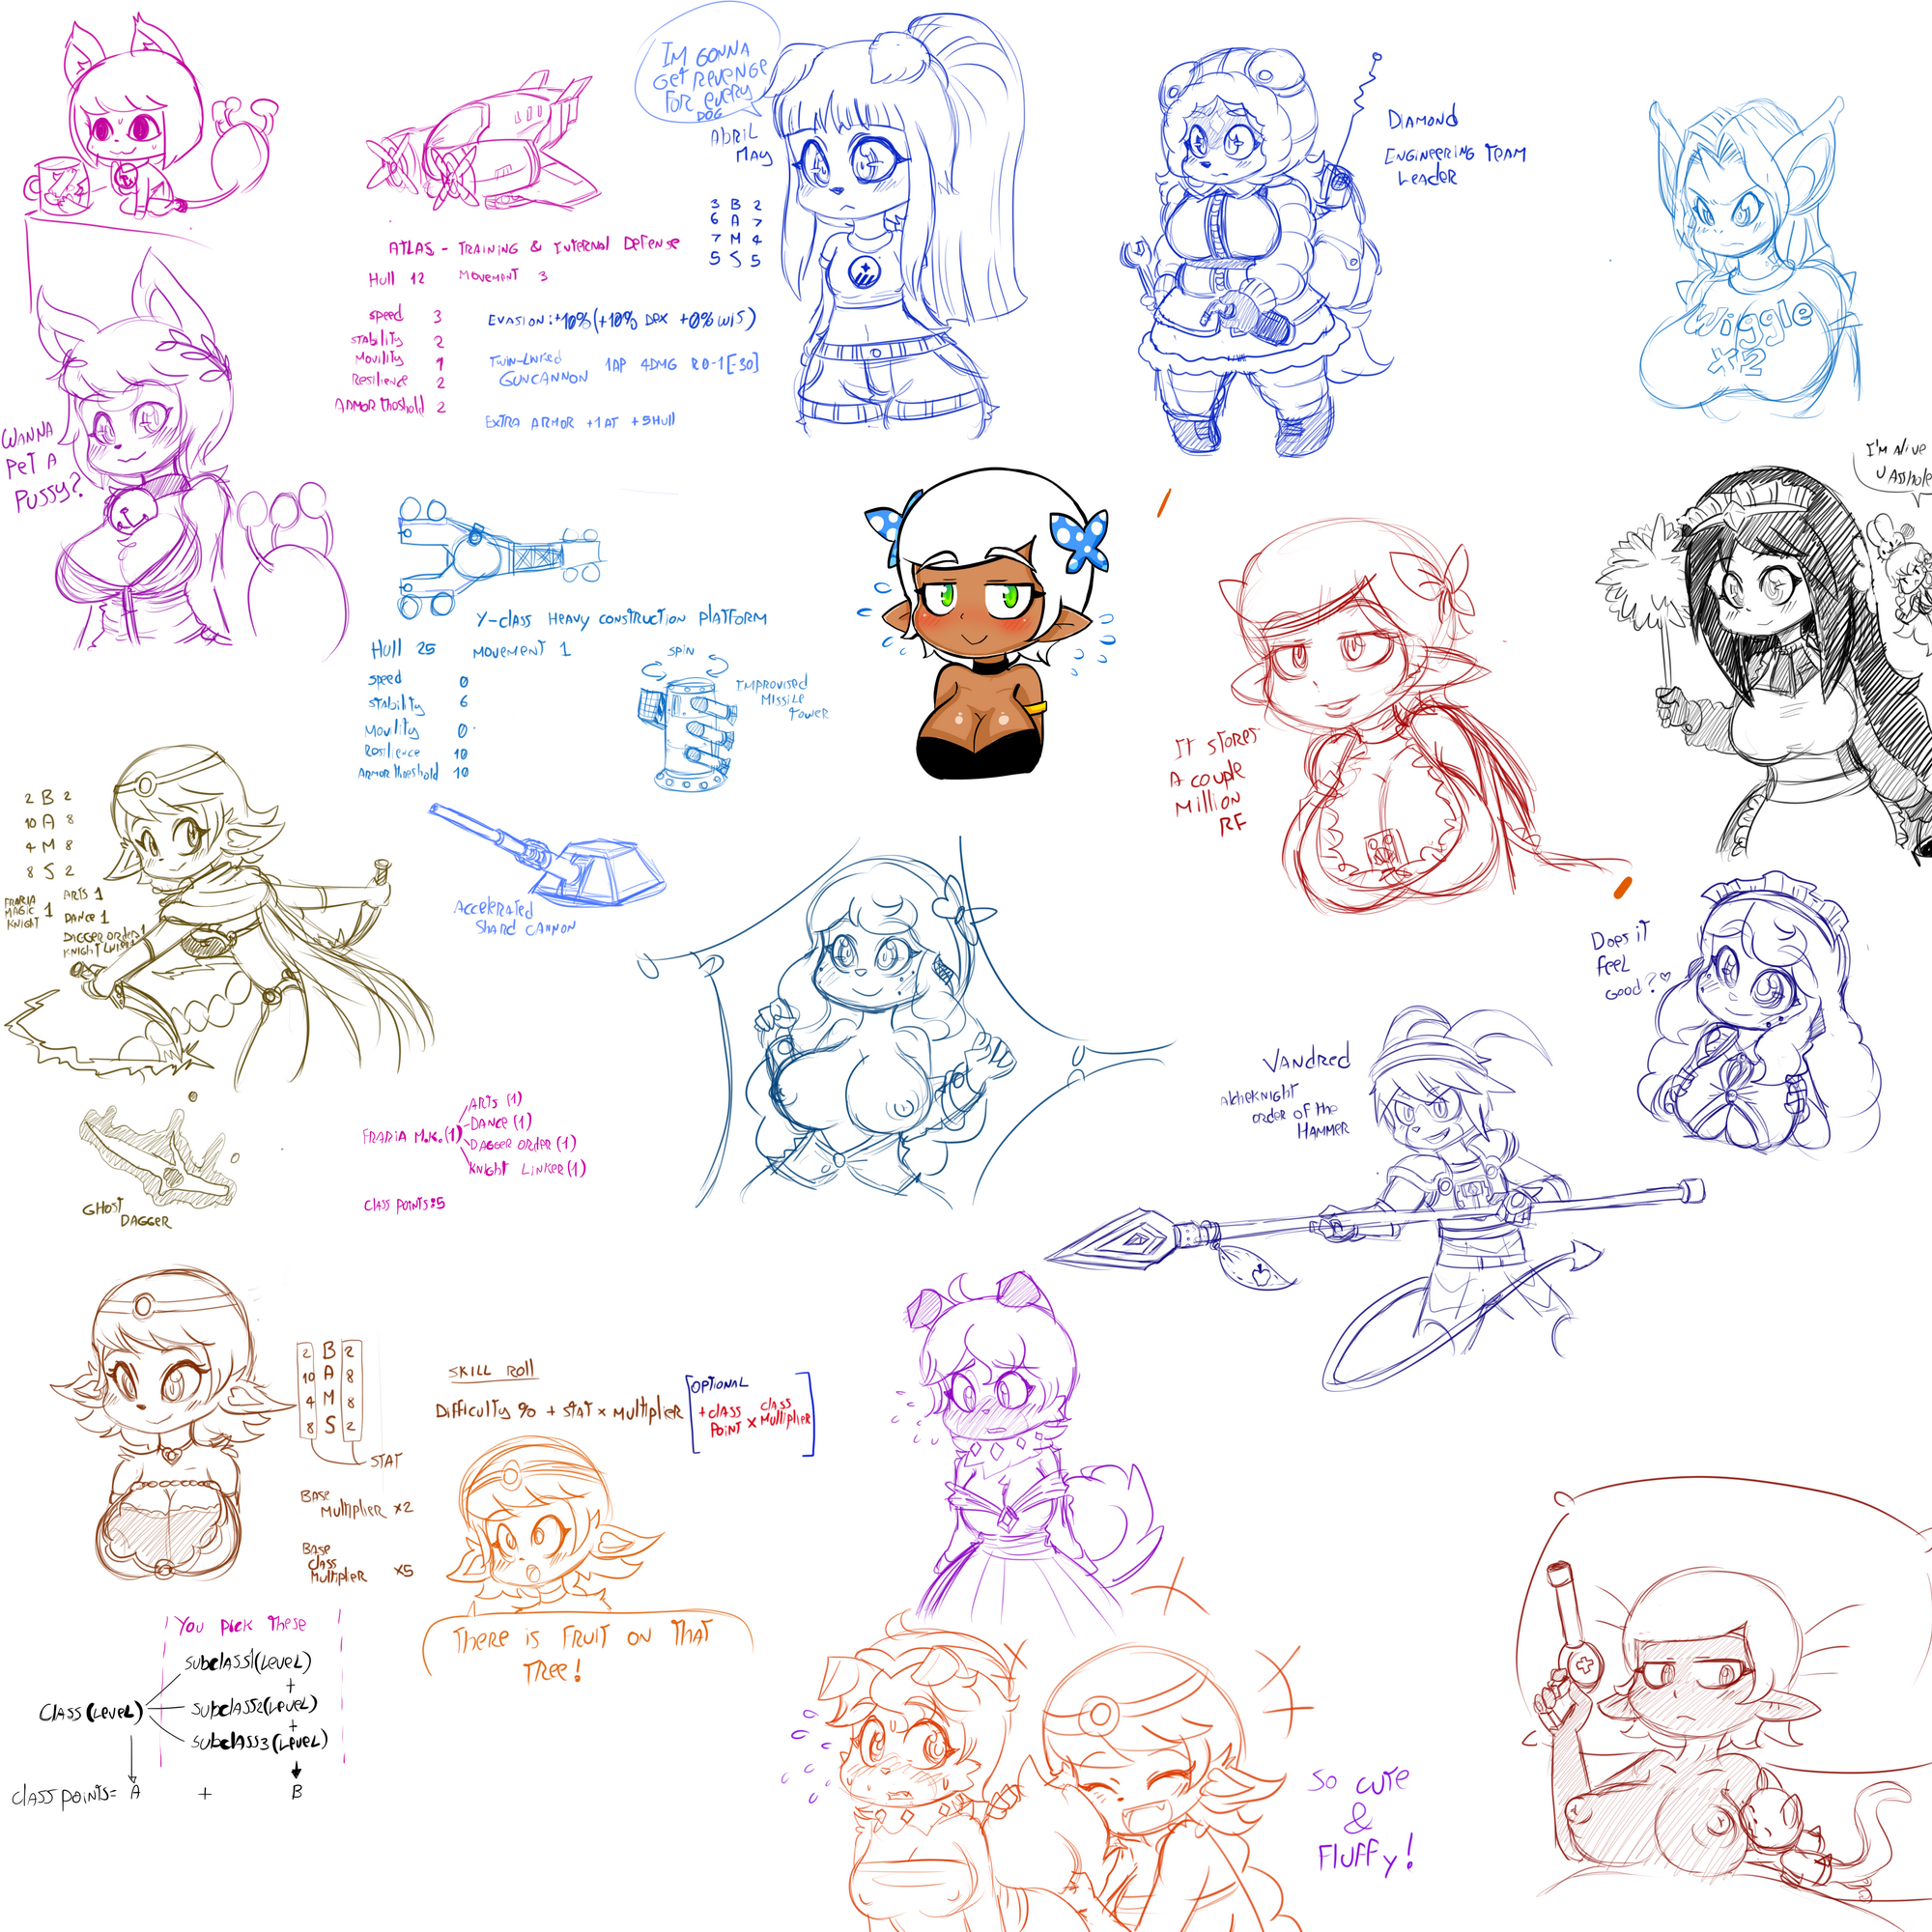 IM GONNA
Get REVENGE
FOR EVERY
DOG
ABRIL
MAY
3 B 2
6 A 7
7 M 4
5 S 5
DIAMOND
ENGINEERING TEAM
LEADER
WIGGLE
X2
ATLAS - TRAINING & INTERNAL DEFENSE
Hull 12 MOVEMENT 3
speed 3
STABILITY 2
MOVILITY 1
Resilience 2
ARMOR Thoshold 2
EVASION:+10%(+10% DEX +0% WIS)
TWIN-LINKED
GUNCANNON 1AP 4DMG R0-1[-30]
EXTRA ARMOR +1AT +5HULL
WANNA
PET A
PUSSY?
I'M Alive
U ASShole
Y-CLASS HEAVY CONSTRUCTION PLATFORM
HULL 25 MOVEMENT 1
SPEED 0
STABILITY 6
MOVILITY 0
Resilience 10
ARMOR Threshold 10
SPIN
IMPROVISED
MISSILE
TOWER
IT STORES
A couple
Million
RF
2 B 2
10 A 8
4 M 8
8 S 2
FRARIA
MAGIC 1
KNIGHT
ARTS 1
DANCE 1
DAGGER ORDER 1
KNIGHT
ACCELERATED
SHARD CANNON
Does it
feel
Good?♡
VANDRED
AlcheKNIGHT
ORDER OF THE
HAMMER
GHOST
DAGGER
FRARIA M.K.(1)
ARTS (1)
DANCE (1)
DAGGER ORDER (1)
KNIGHT LINKER (1)
CLASS POINTS:5
2 B 2
10 A 8
4 M 8
8 S 2
STAT
BASE
MULTIPLIER X2
BASE
CLASS
MULTIPLIER X5
SKILL ROLL
Difficulty % + STAT × MULTIPLIER
OPTIONAL
+CLASS POINT × CLASS MULTIPLIER
THERE IS FRUIT ON THAT
TREE!
YOU PICK THESE
SUBCLASS1(LEVEL)
+
CLASS(LEVEL)
SUBCLASS2(LEVEL)
+
SUBCLASS3(LEVEL)
CLASS POINTS= A + B
SO CUTE
&
FLUFFY!